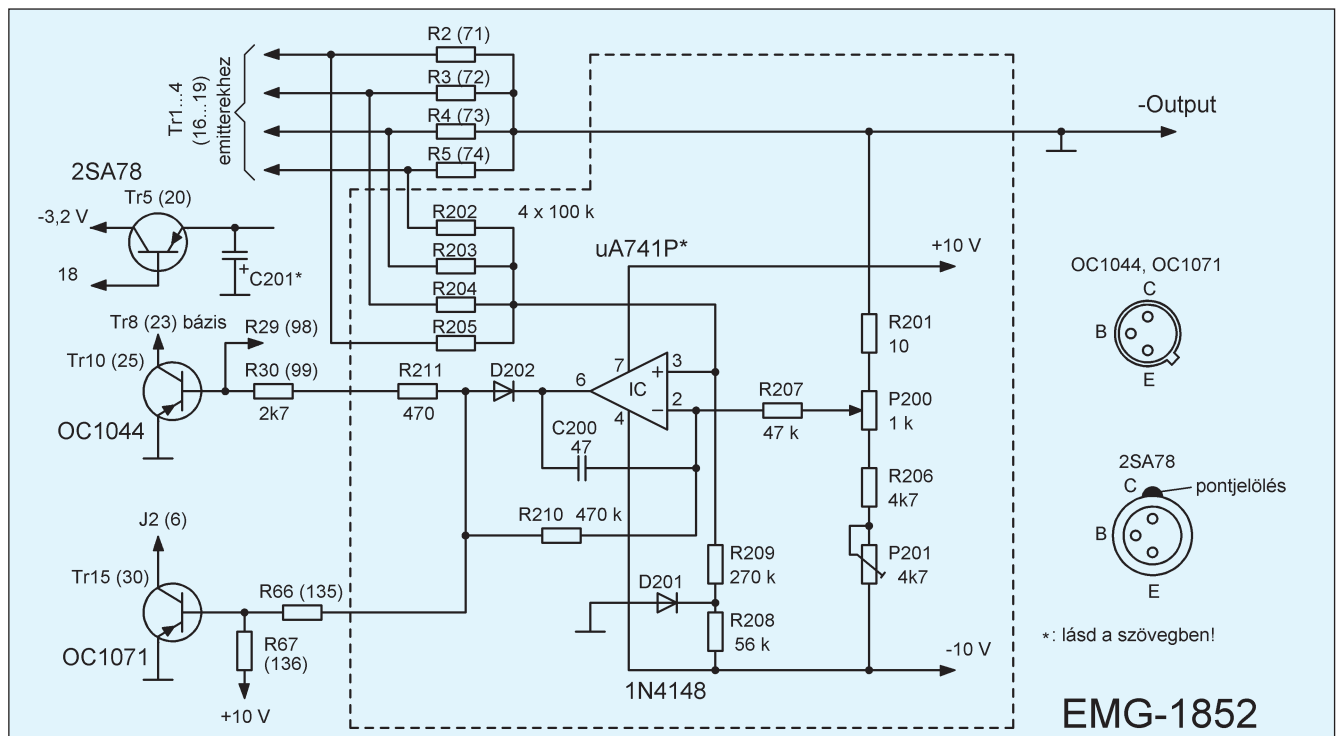 R2 (71)
R3 (72)
R4 (73)
R5 (74)
Tr1...4
(16...19)
emitterekhez
-Output
2SA78
Tr5 (20)
-3,2 V
18
+
C201*
R202
4 x 100 k
R203
R204
R205
uA741P*
+10 V
OC1044, OC1071
C
B
E
Tr8 (23) bázis
R29 (98)
Tr10 (25)
R30 (99)
2k7
OC1044
R211
470
D202
6
7
3
+
IC
2
−
4
R207
47 k
R201
10
P200
1 k
C200
47
R206
4k7
2SA78
C
pontjelölés
B
E
R210 470 k
J2 (6)
Tr15 (30)
R66 (135)
OC1071
R67
(136)
+10 V
R209
270 k
D201
R208
56 k
P201
4k7
*: lásd a szövegben!
-10 V
1N4148
EMG-1852